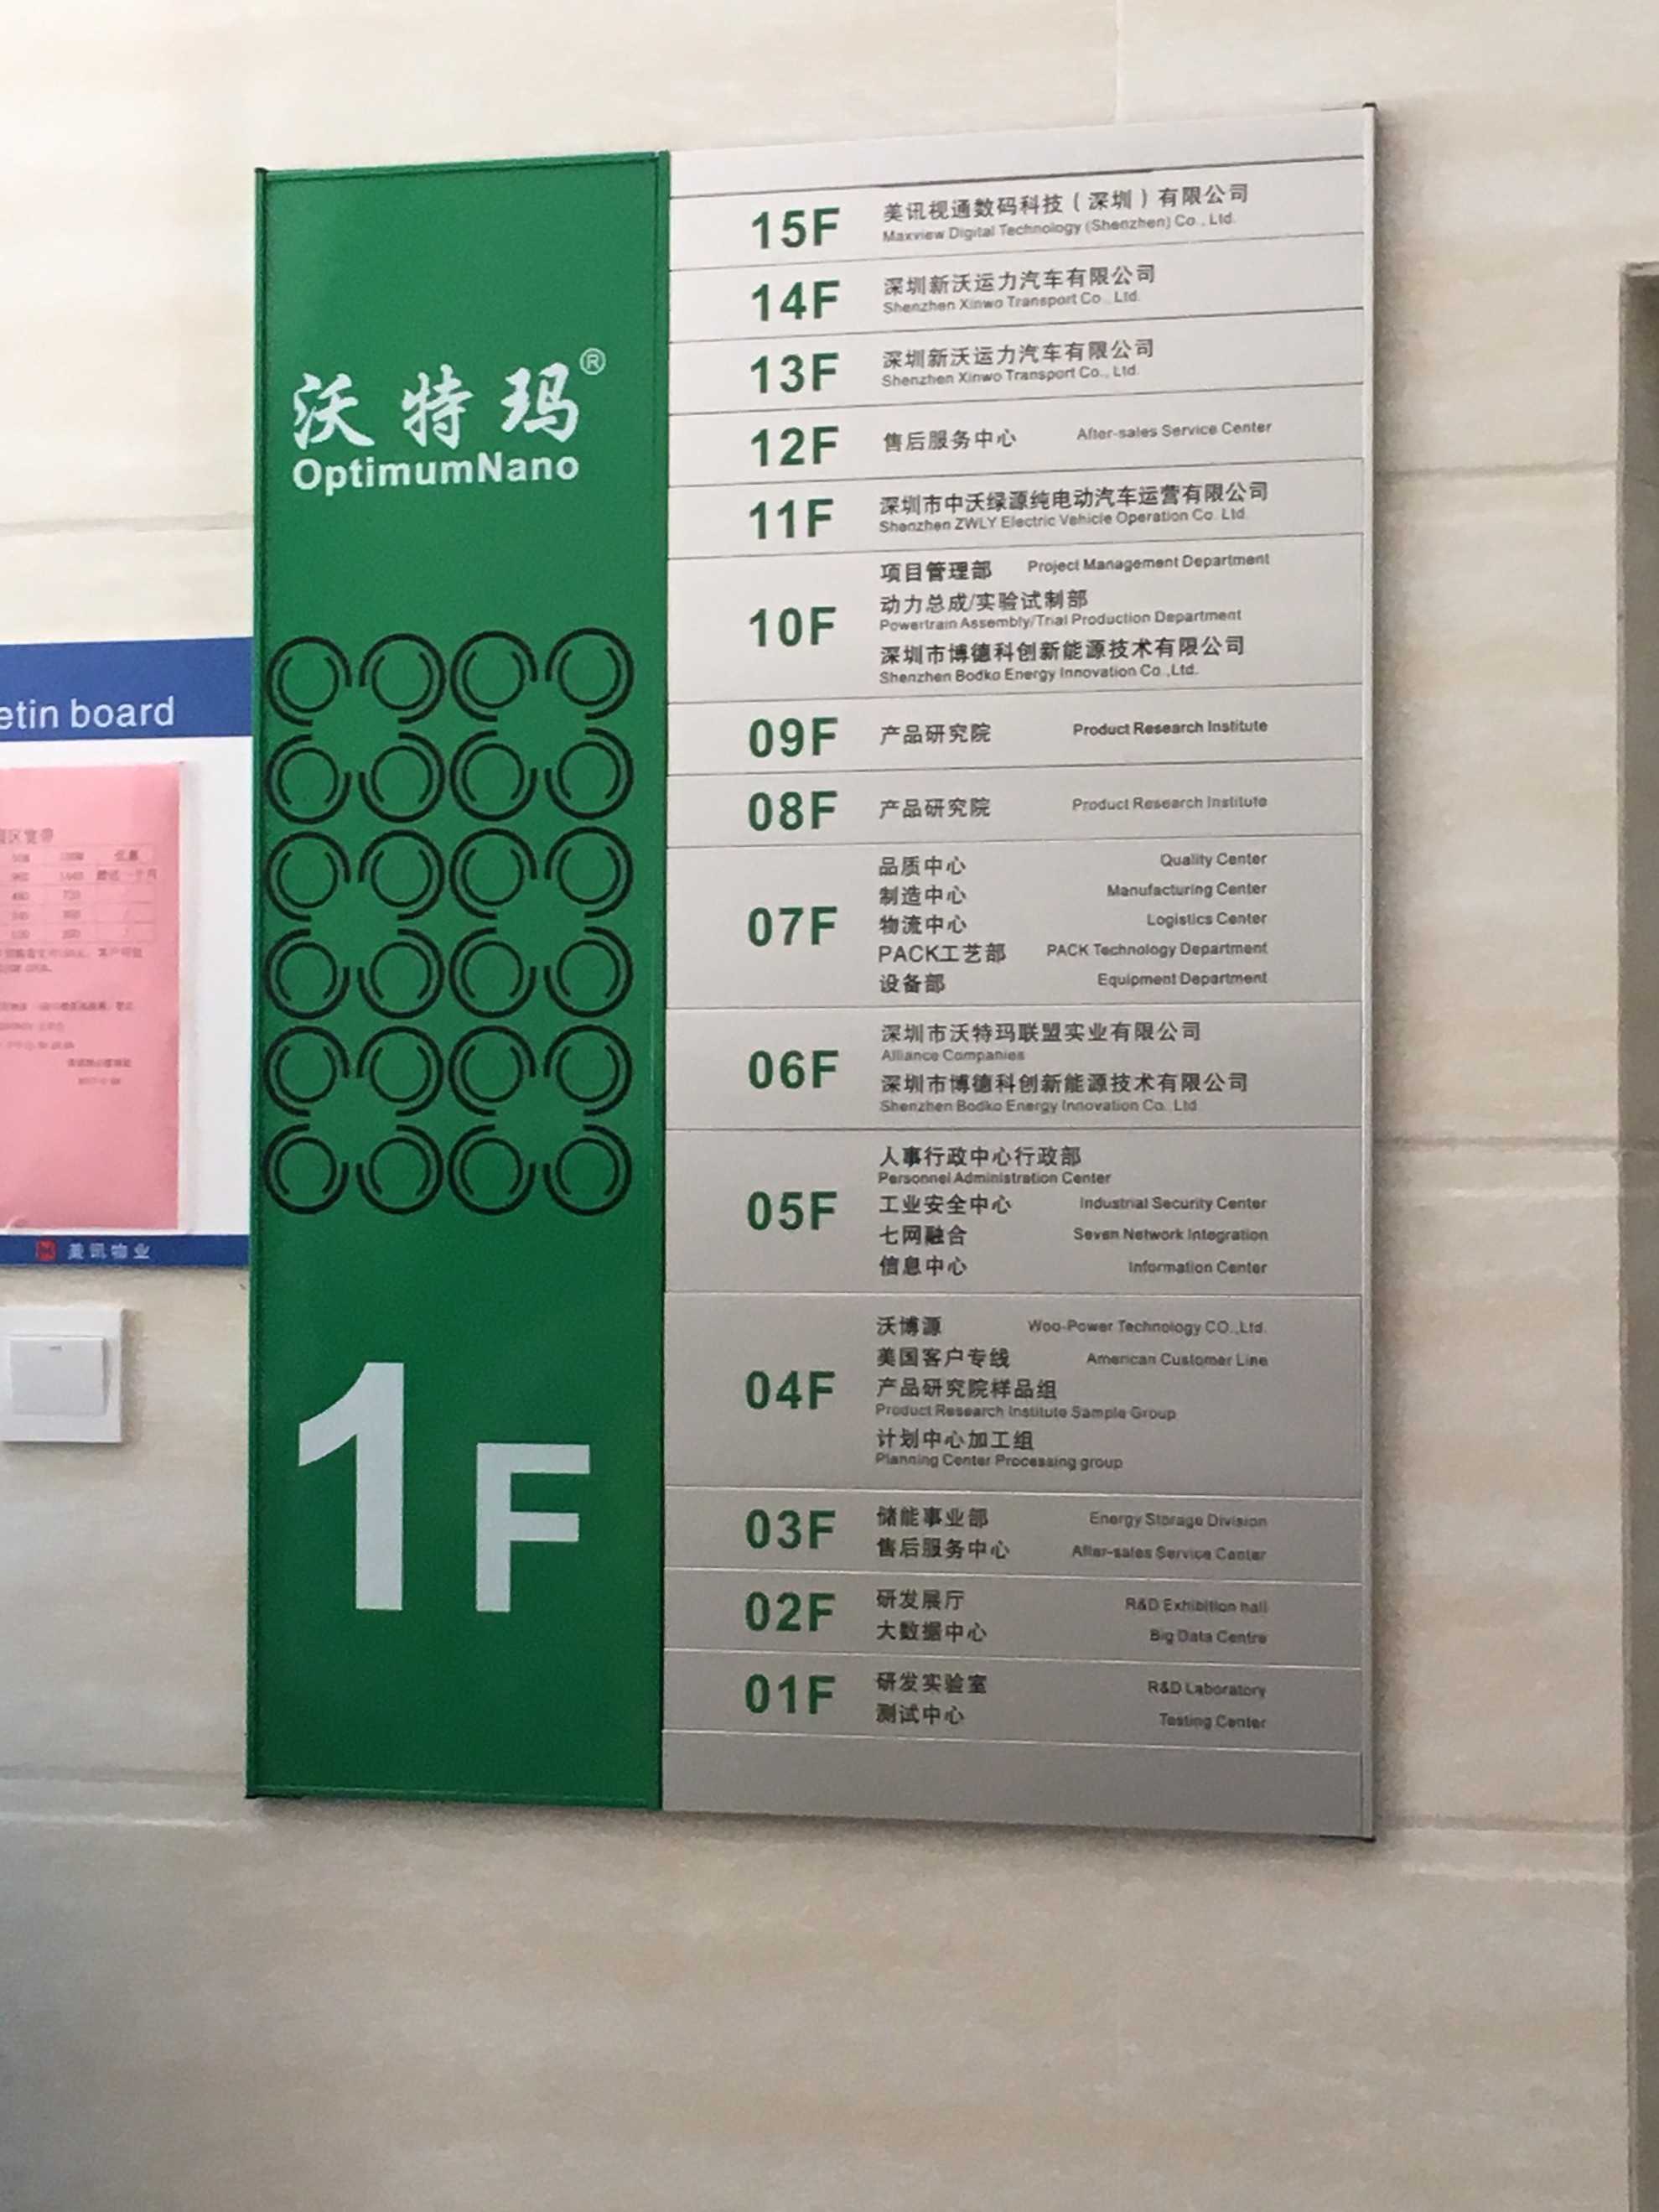 沃特玛®
OptimumNano
1F
15F
美讯视通数码科技（深圳）有限公司
Maxview Digital Technology (Shenzhen) Co., Ltd.
14F
深圳新沃运力汽车有限公司
Shenzhen Xinwo Transport Co., Ltd.
13F
深圳新沃运力汽车有限公司
Shenzhen Xinwo Transport Co., Ltd.
12F
售后服务中心 After-sales Service Center
11F
深圳市中沃绿源纯电动汽车运营有限公司
Shenzhen ZWLY Electric Vehicle Operation Co. Ltd.
10F
项目管理部 Project Management Department
动力总成/实验试制部
Powertrain Assembly/Trial Production Department
深圳市博德科创新能源技术有限公司
Shenzhen Bodko Energy Innovation Co.,Ltd.
09F
产品研究院 Product Research Institute
08F
产品研究院 Product Research Institute
07F
品质中心 Quality Center
制造中心 Manufacturing Center
物流中心 Logistics Center
PACK工艺部 PACK Technology Department
设备部 Equipment Department
06F
深圳市沃特玛联盟实业有限公司
Alliance Companies
深圳市博德科创新能源技术有限公司
Shenzhen Bodko Energy Innovation Co.,Ltd.
05F
人事行政中心行政部
Personnel Administration Center
工业安全中心 Industrial Security Center
七网融合 Seven Network Integration
信息中心 Information Center
04F
沃博源 Woo-Power Technology CO.,Ltd.
美国客户专线 American Customer Line
产品研究院样品组
Product Research Institute Sample Group
计划中心加工组
Planning Center Processing group
03F
储能事业部 Energy Storage Division
售后服务中心 After-sales Service Center
02F
研发展厅 R&D Exhibition hall
大数据中心 Big Data Centre
01F
研发实验室 R&D Laboratory
测试中心 Testing Center
etin board
美讯物业